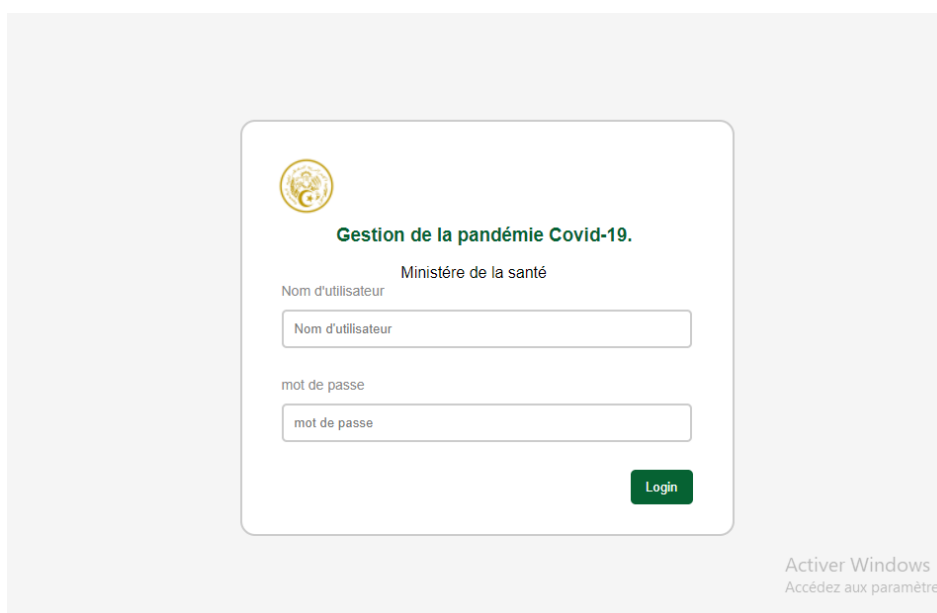 Gestion de la pandémie Covid-19.
Ministére de la santé
Nom d'utilisateur
Nom d'utilisateur
mot de passe
mot de passe
Login
Activer Windows
Accédez aux paramètre